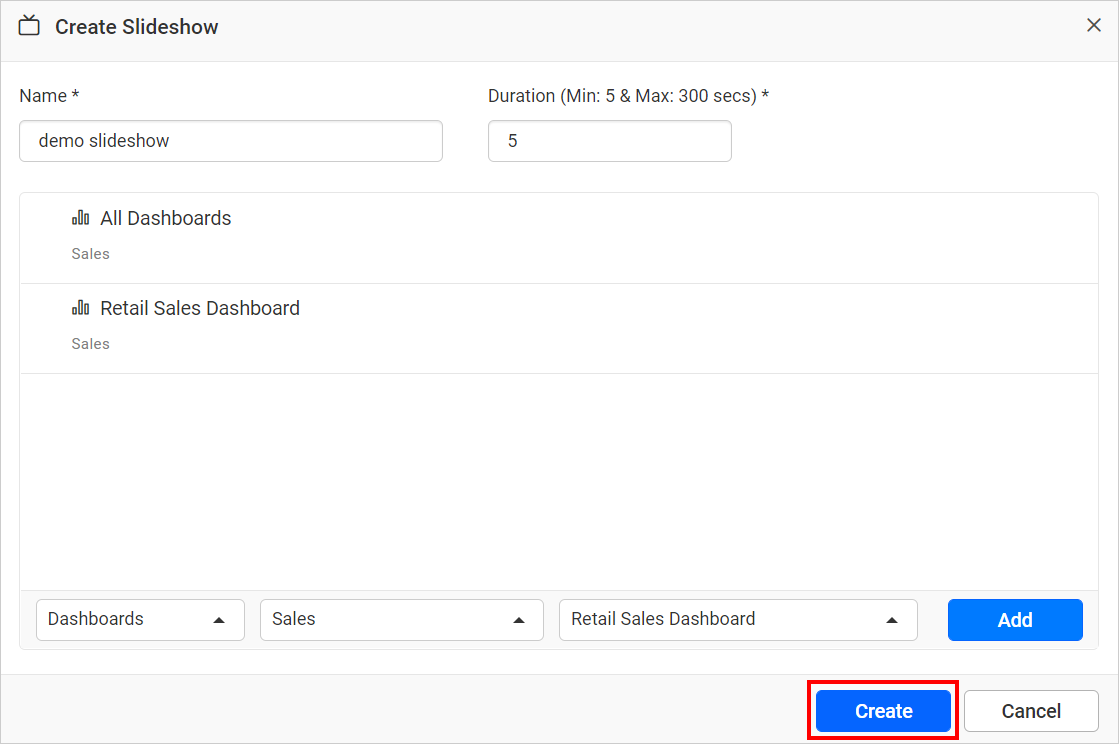 Create Slideshow
Name *
Duration (Min: 5 & Max: 300 secs) *
demo slideshow
5
All Dashboards
Sales
Retail Sales Dashboard
Sales
Dashboards
Sales
Retail Sales Dashboard
Add
Create
Cancel